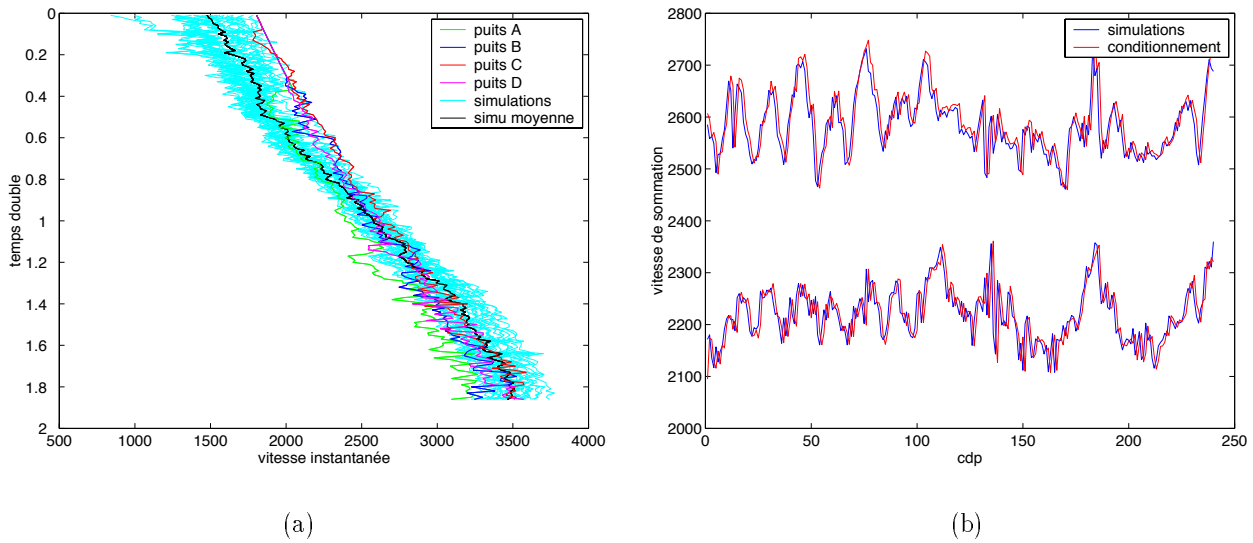 0
0.2
0.4
0.6
0.8
1
1.2
1.4
1.6
1.8
2
temps double
500
1000
1500
2000
2500
3000
3500
4000
vitesse instantanée
puits A
puits B
puits C
puits D
simulations
simu moyenne
(a)
2800
2700
2600
2500
2400
2300
2200
2100
2000
vitesse de sommation
0
50
100
150
200
250
cdp
simulations
conditionnement
(b)